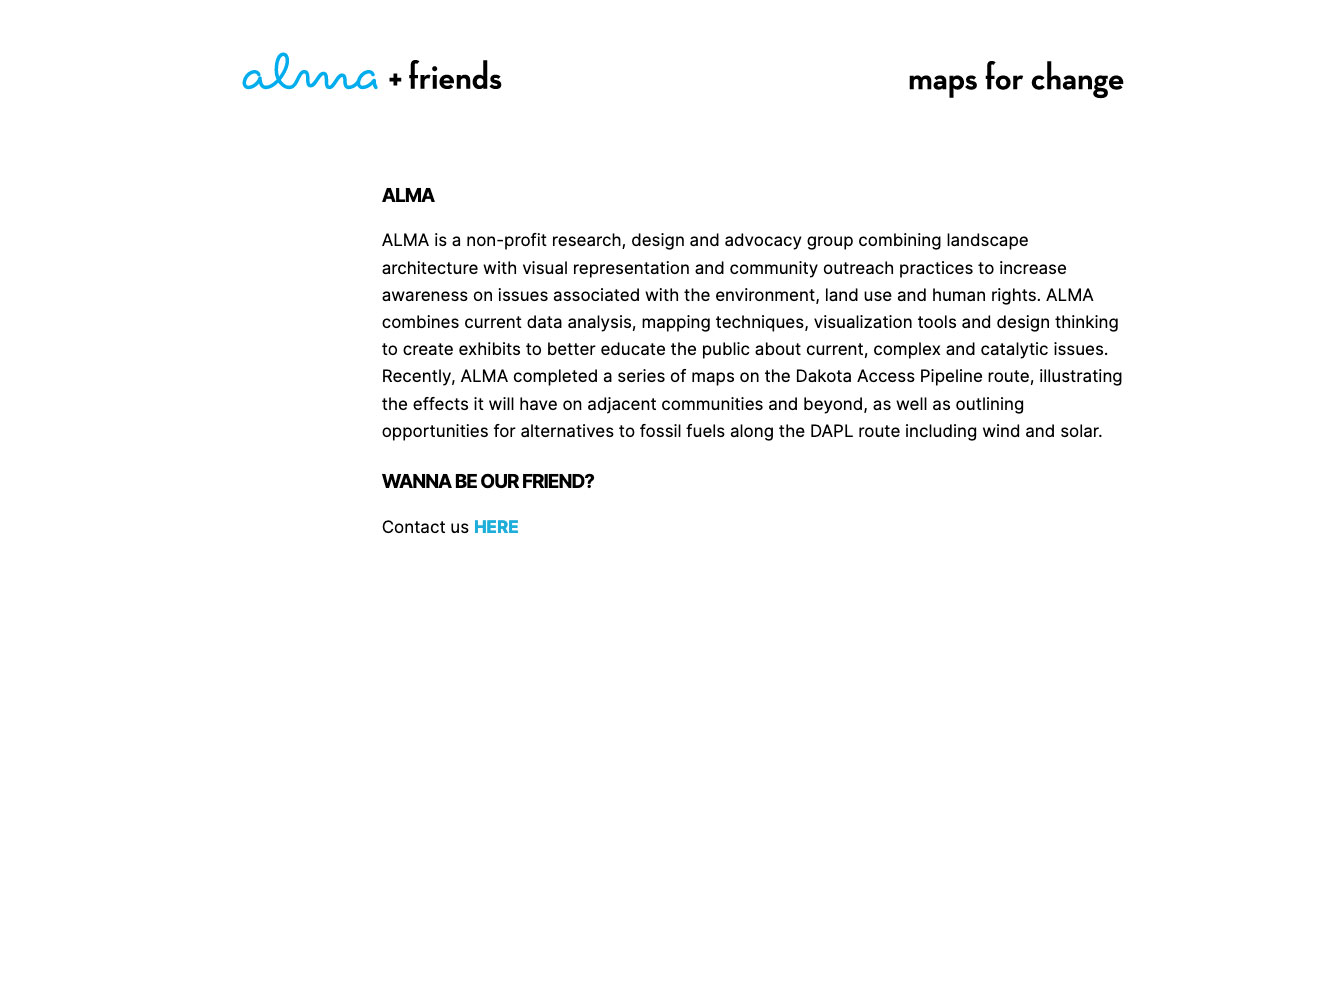 alma + friends
maps for change
ALMA
ALMA is a non-profit research, design and advocacy group combining landscape
architecture with visual representation and community outreach practices to increase
awareness on issues associated with the environment, land use and human rights. ALMA
combines current data analysis, mapping techniques, visualization tools and design thinking
to create exhibits to better educate the public about current, complex and catalytic issues.
Recently, ALMA completed a series of maps on the Dakota Access Pipeline route, illustrating
the effects it will have on adjacent communities and beyond, as well as outlining
opportunities for alternatives to fossil fuels along the DAPL route including wind and solar.
WANNA BE OUR FRIEND?
Contact us HERE